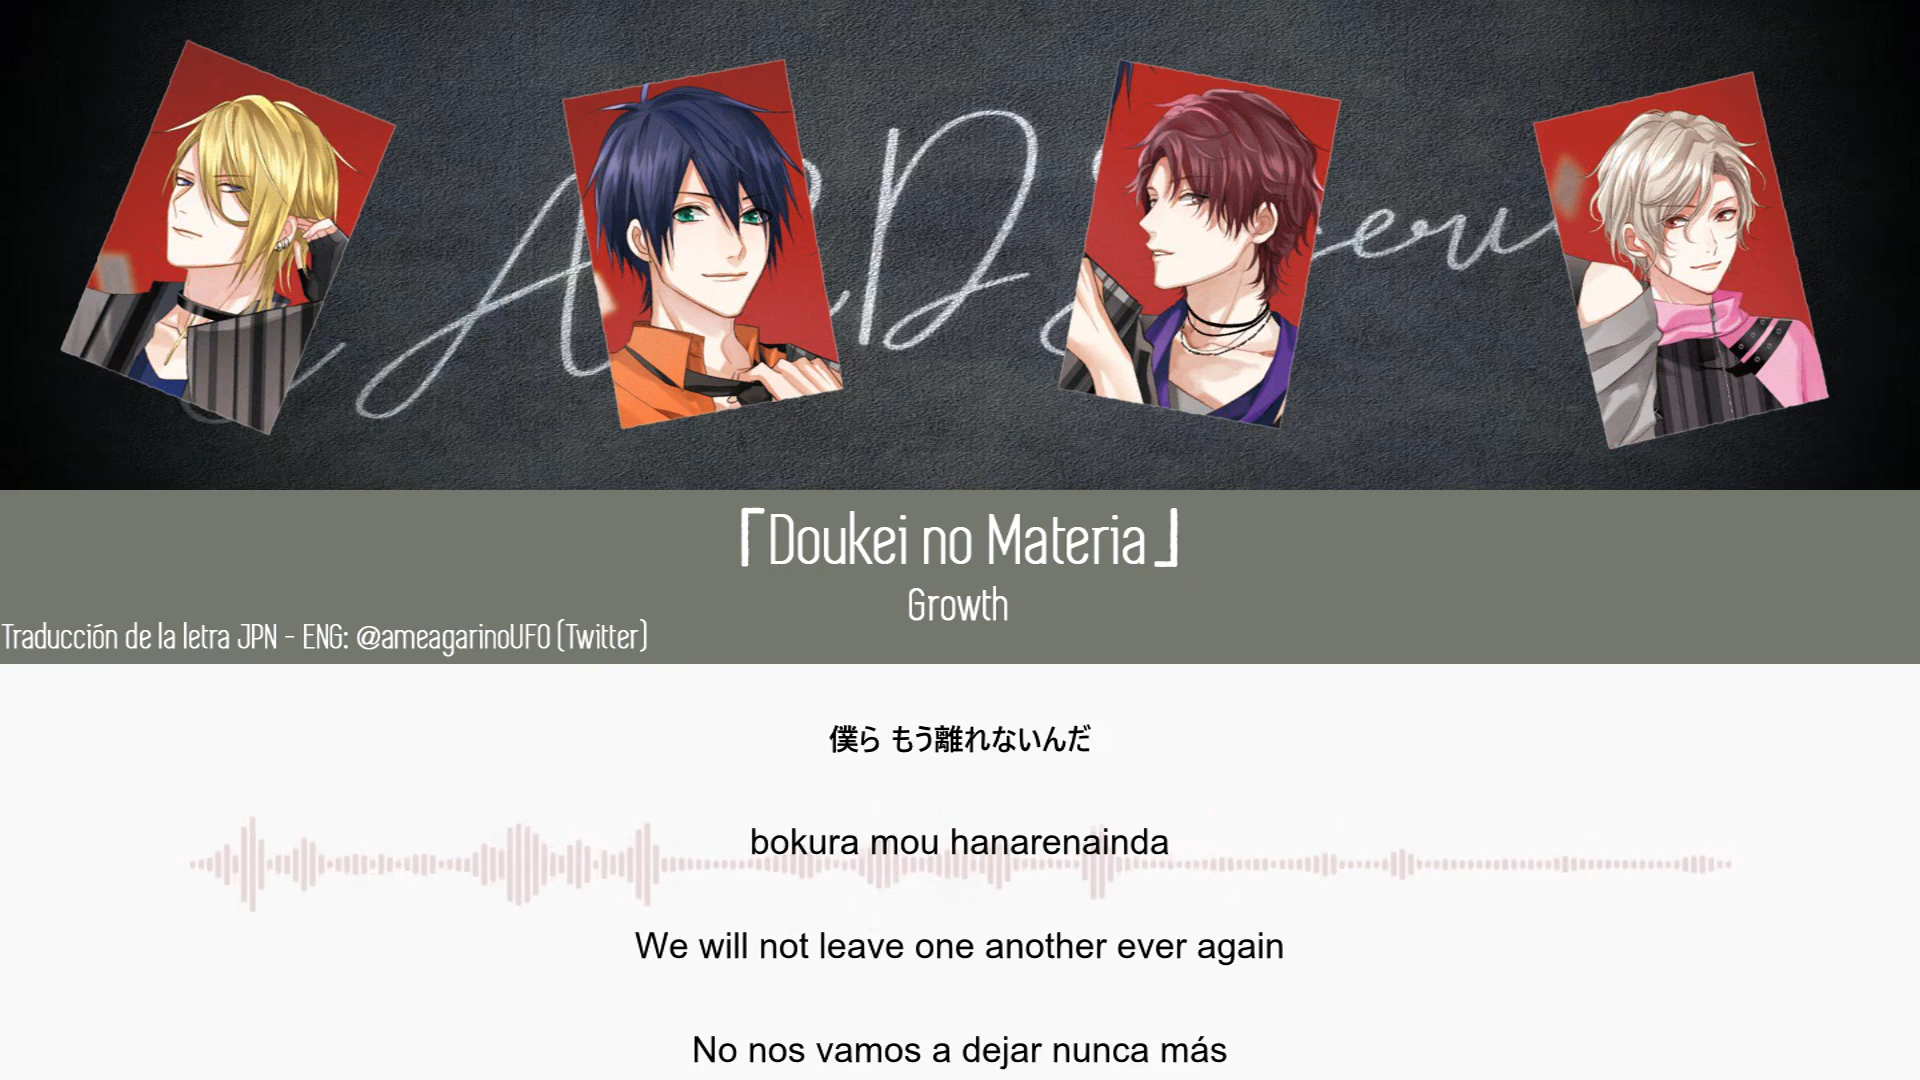 「Doukei no Materia」
Growth
Traducción de la letra JPN - ENG: @ameagarinoUFO (Twitter)
僕ら もう離れないんだ
bokura mou hanarenainda
We will not leave one another ever again
No nos vamos a dejar nunca más